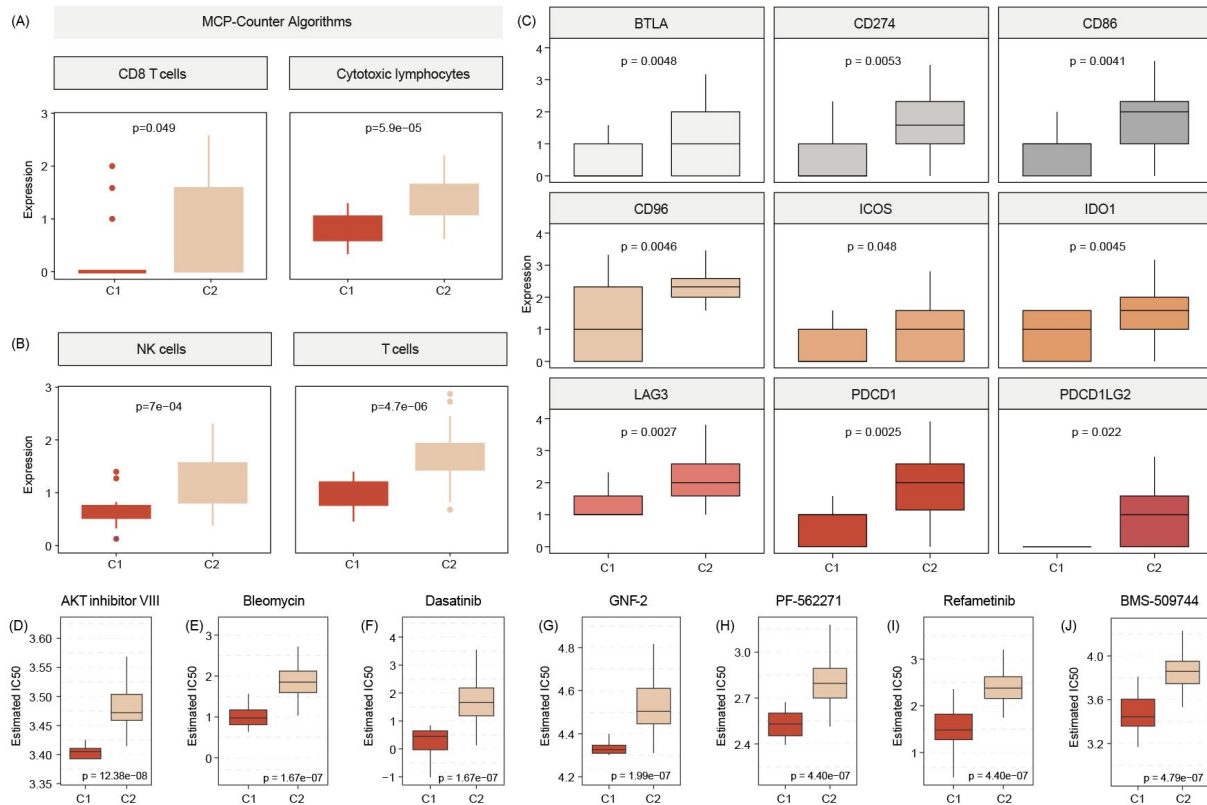 (A)
MCP-Counter Algorithms
CD8 T cells
Cytotoxic lymphocytes
Expression
3
2
1
0
p=0.049
p=5.9e−05
C1
C2
C1
C2
(B)
NK cells
T cells
Expression
3
2
1
0
p=7e−04
p=4.7e−06
C1
C2
C1
C2
(C)
BTLA
CD274
CD86
4
3
2
1
0
p = 0.0048
p = 0.0053
p = 0.0041
CD96
ICOS
IDO1
Expression
4
3
2
1
0
p = 0.0046
p = 0.048
p = 0.0045
LAG3
PDCD1
PDCD1LG2
4
3
2
1
0
p = 0.0027
p = 0.0025
p = 0.022
C1
C2
C1
C2
C1
C2
AKT inhibitor VIII
(D)
Estimated IC50
3.60
3.55
3.50
3.45
3.40
3.35
p = 12.38e−08
C1
C2
Bleomycin
(E)
Estimated IC50
3
2
1
0
p = 1.67e−07
C1
C2
Dasatinib
(F)
Estimated IC50
4
3
2
1
0
−1
p = 1.67e−07
C1
C2
GNF-2
(G)
Estimated IC50
4.8
4.6
4.4
4.2
p = 1.99e−07
C1
C2
PF-562271
(H)
Estimated IC50
3.0
2.7
2.4
p = 4.40e−07
C1
C2
Refametinib
(I)
Estimated IC50
3
2
1
p = 4.40e−07
C1
C2
BMS-509744
(J)
Estimated IC50
4.2
3.9
3.6
3.3
p = 4.79e−07
C1
C2